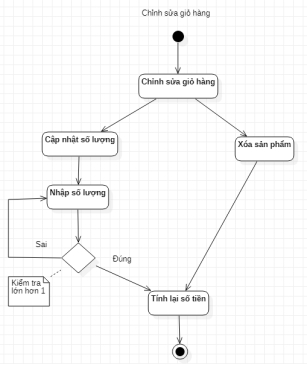 Chỉnh sửa giỏ hàng
Chỉnh sửa giỏ hàng
Cập nhật số lượng
Xóa sản phẩm
Nhập số lượng
Sai
Đúng
Kiểm tra
lớn hơn 1
Tính lại số tiền